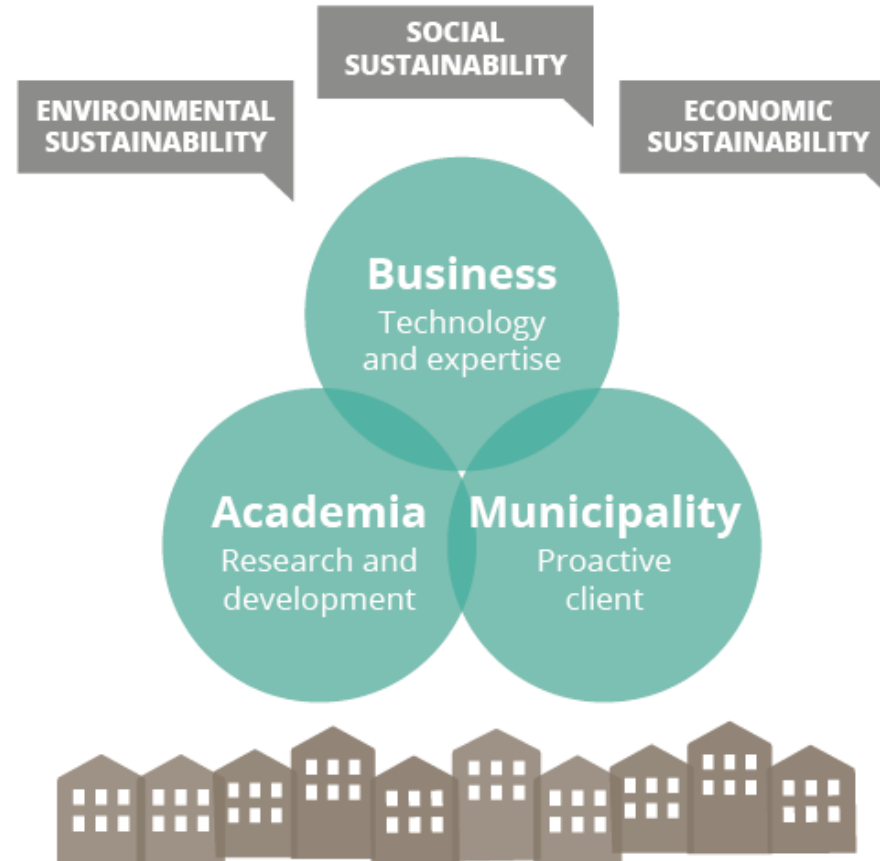 SOCIAL
SUSTAINABILITY
ENVIRONMENTAL
SUSTAINABILITY
ECONOMIC
SUSTAINABILITY
Business
Technology
and expertise
Academia
Research and
development
Municipality
Proactive
client